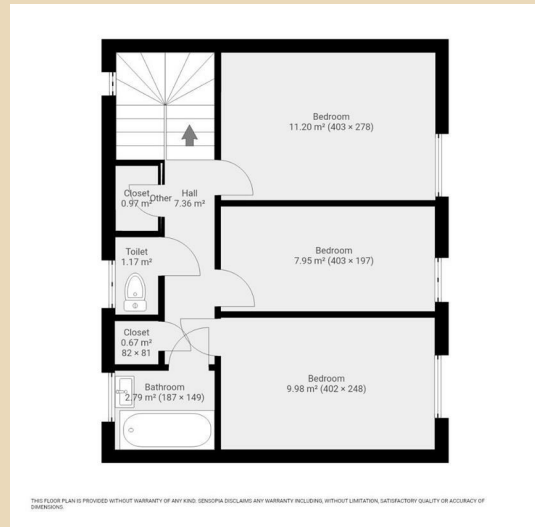 Bedroom
11.20 m² (403 × 278)
Closet
0.97 m²
Other
Hall
7.36 m²
Toilet
1.17 m²
Bedroom
7.95 m² (403 × 197)
Closet
0.67 m²
82 × 81
Bathroom
2.79 m² (187 × 149)
Bedroom
9.98 m² (402 × 248)
THIS FLOOR PLAN IS PROVIDED WITHOUT WARRANTY OF ANY KIND. SENSOPIA DISCLAIMS ANY WARRANTY INCLUDING, WITHOUT LIMITATION, SATISFACTORY QUALITY OR ACCURACY OF
DIMENSIONS.